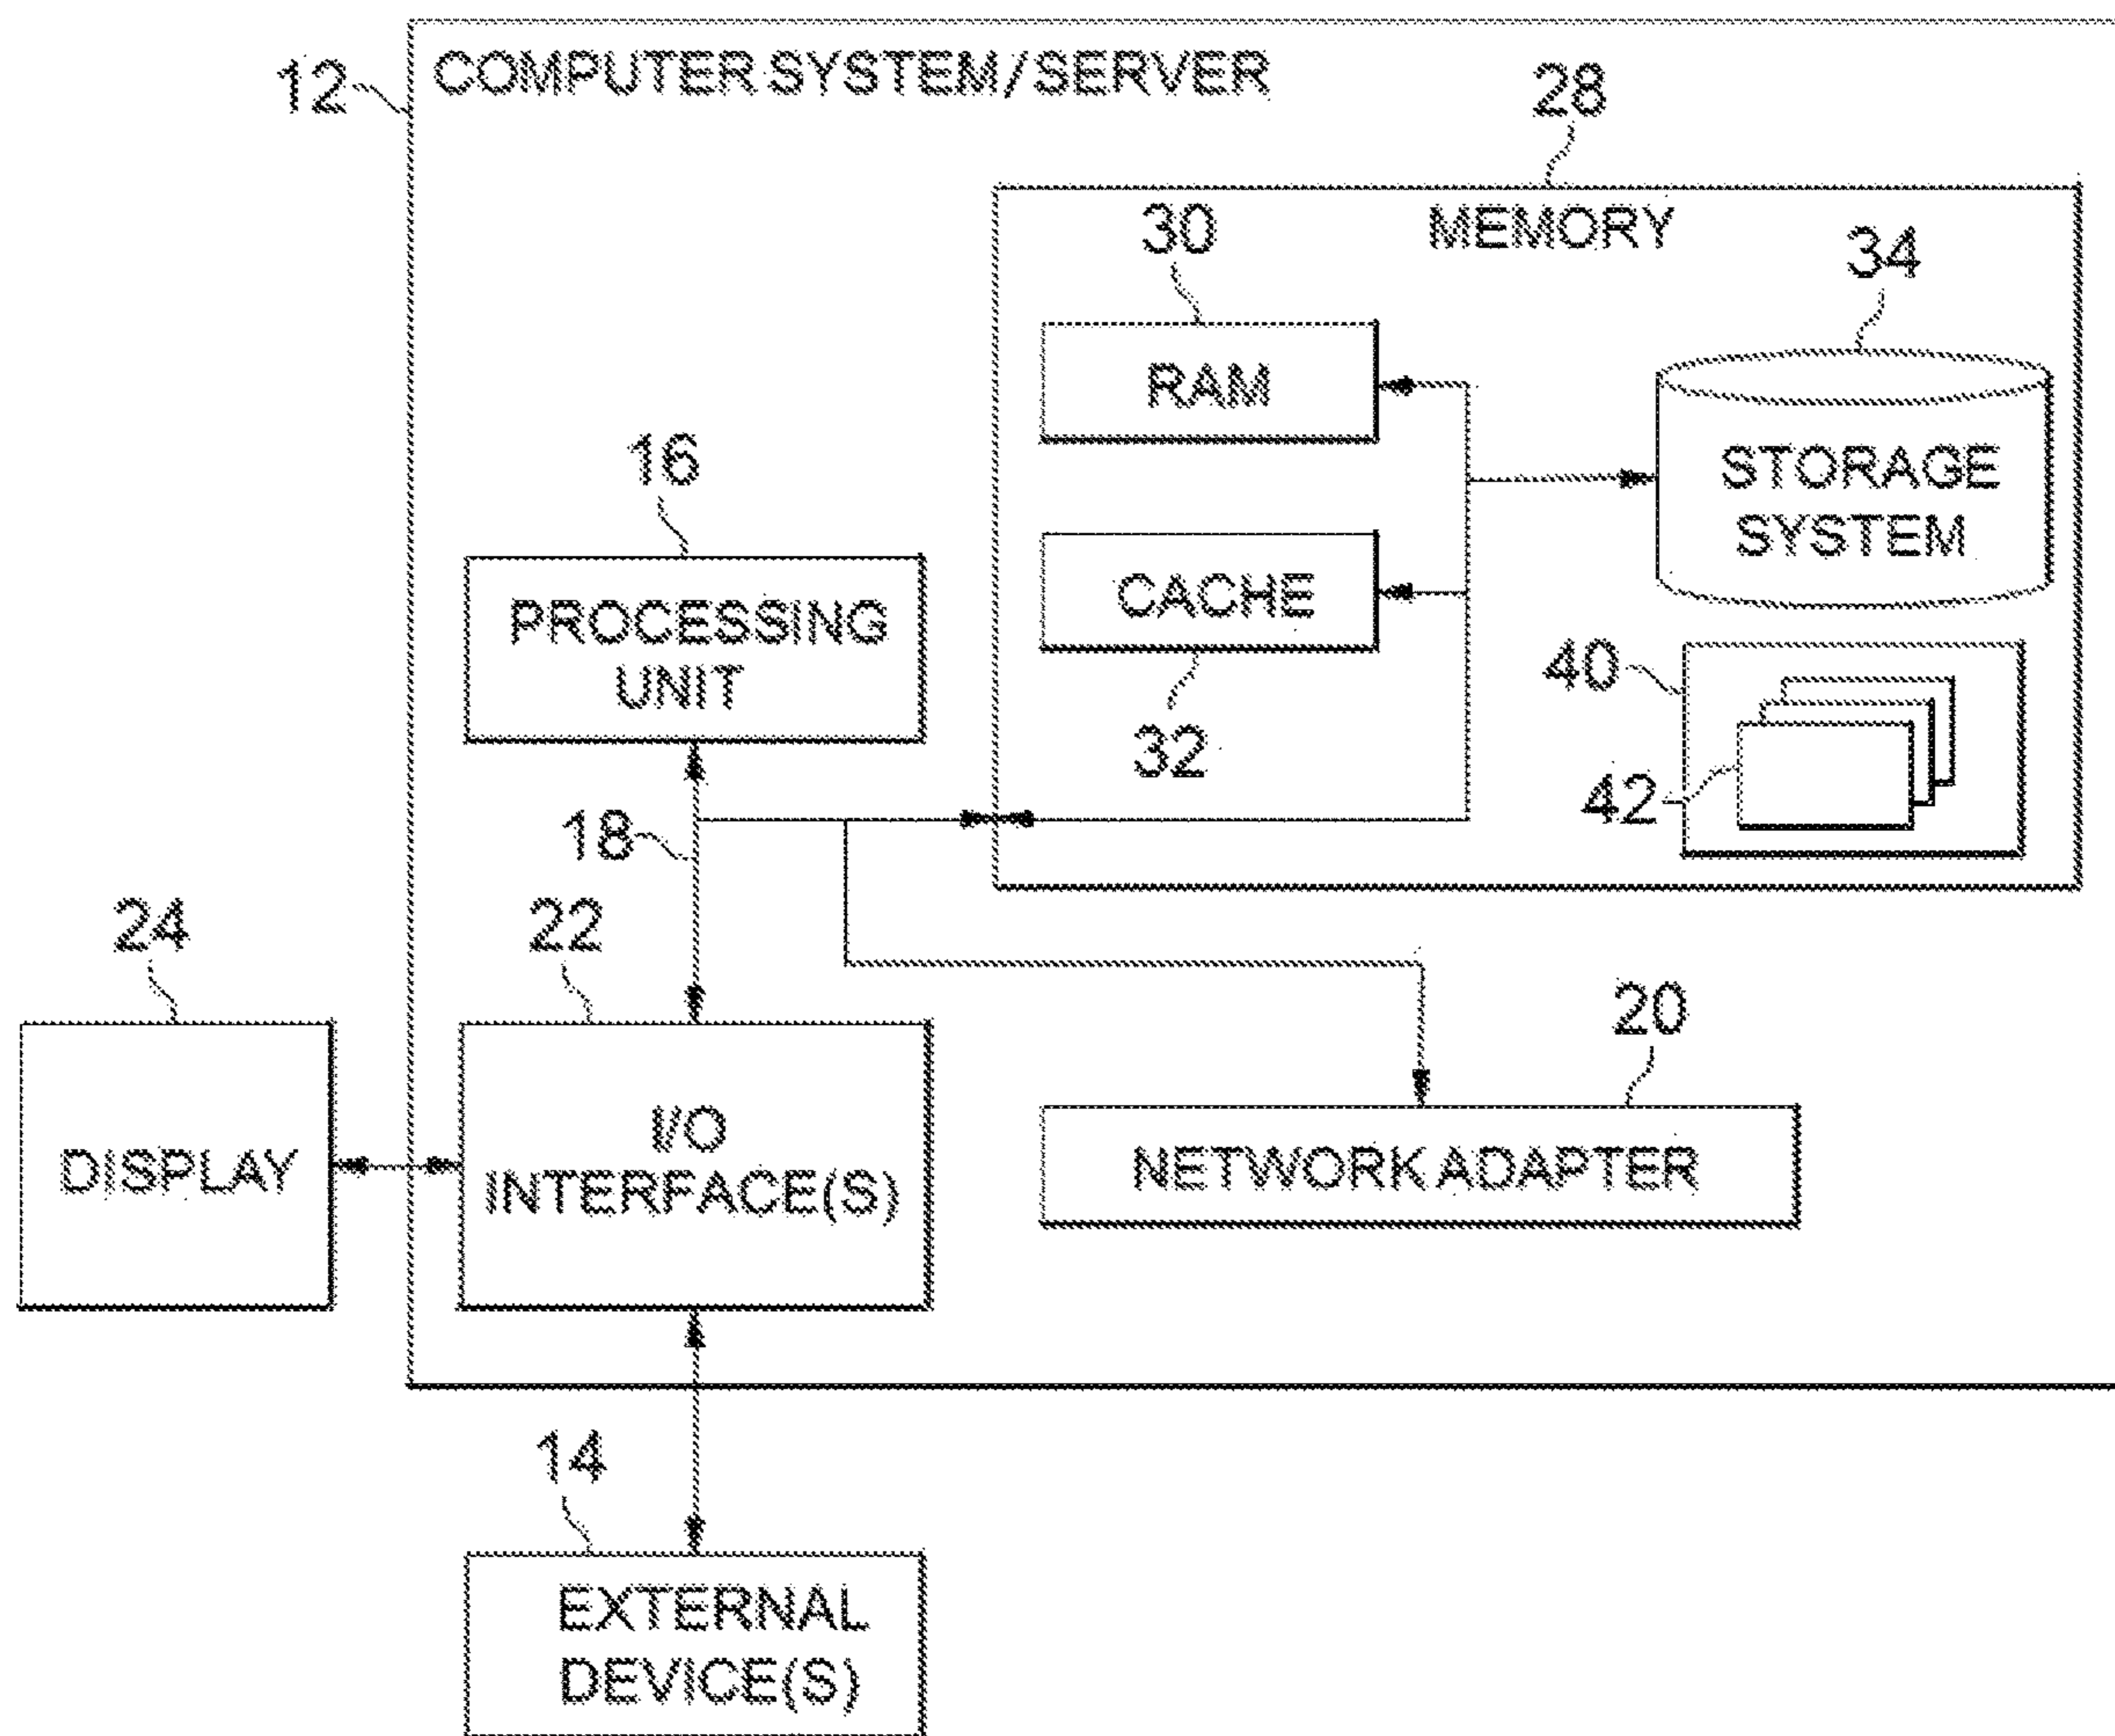 12
COMPUTER SYSTEM/SERVER
28
MEMORY
30
34
RAM
STORAGE
SYSTEM
16
PROCESSING
UNIT
CACHE
32
40
42
18
24
22
20
DISPLAY
I/O
INTERFACE(S)
NETWORK ADAPTER
14
EXTERNAL
DEVICE(S)